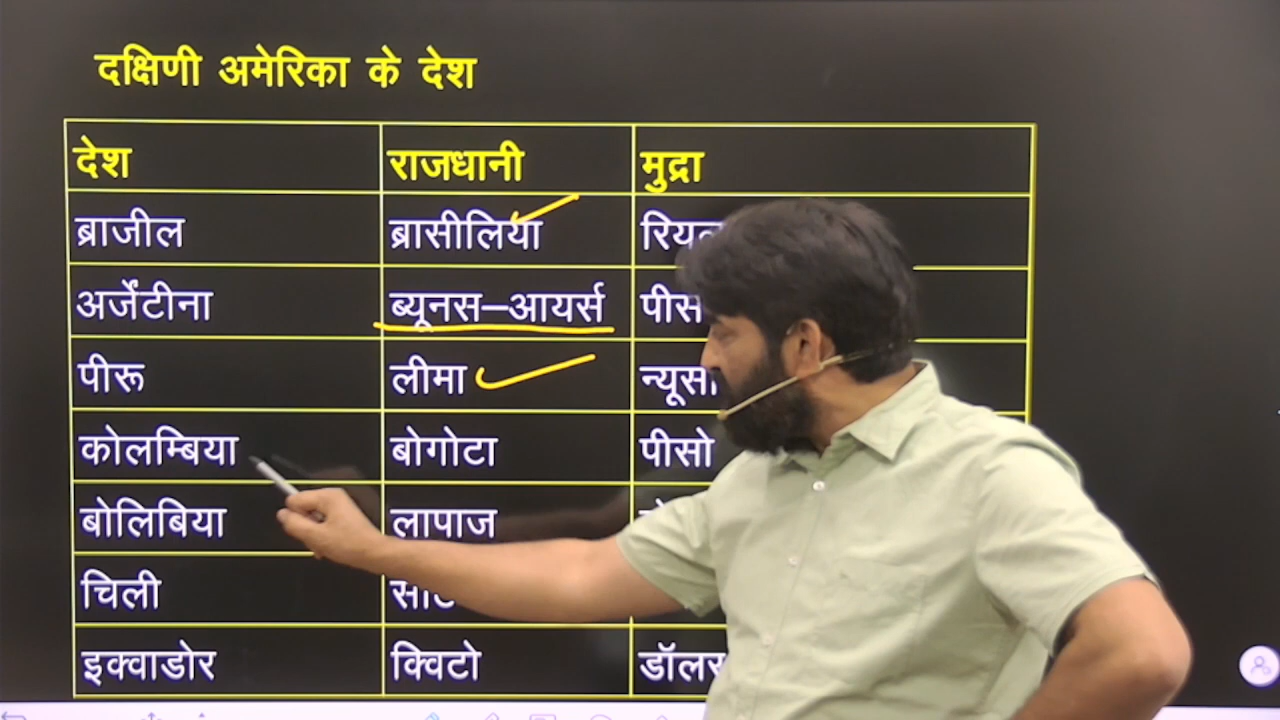 दक्षिणी अमेरिका के देश
देश राजधानी मुद्रा
ब्राजील ब्रासीलिया
अर्जेंटीना ब्यूनस–आयर्स
पीरू लीमा
कोलम्बिया बोगोटा पीसो
बोलिबिया लापाज
चिली
इक्वाडोर क्विटो